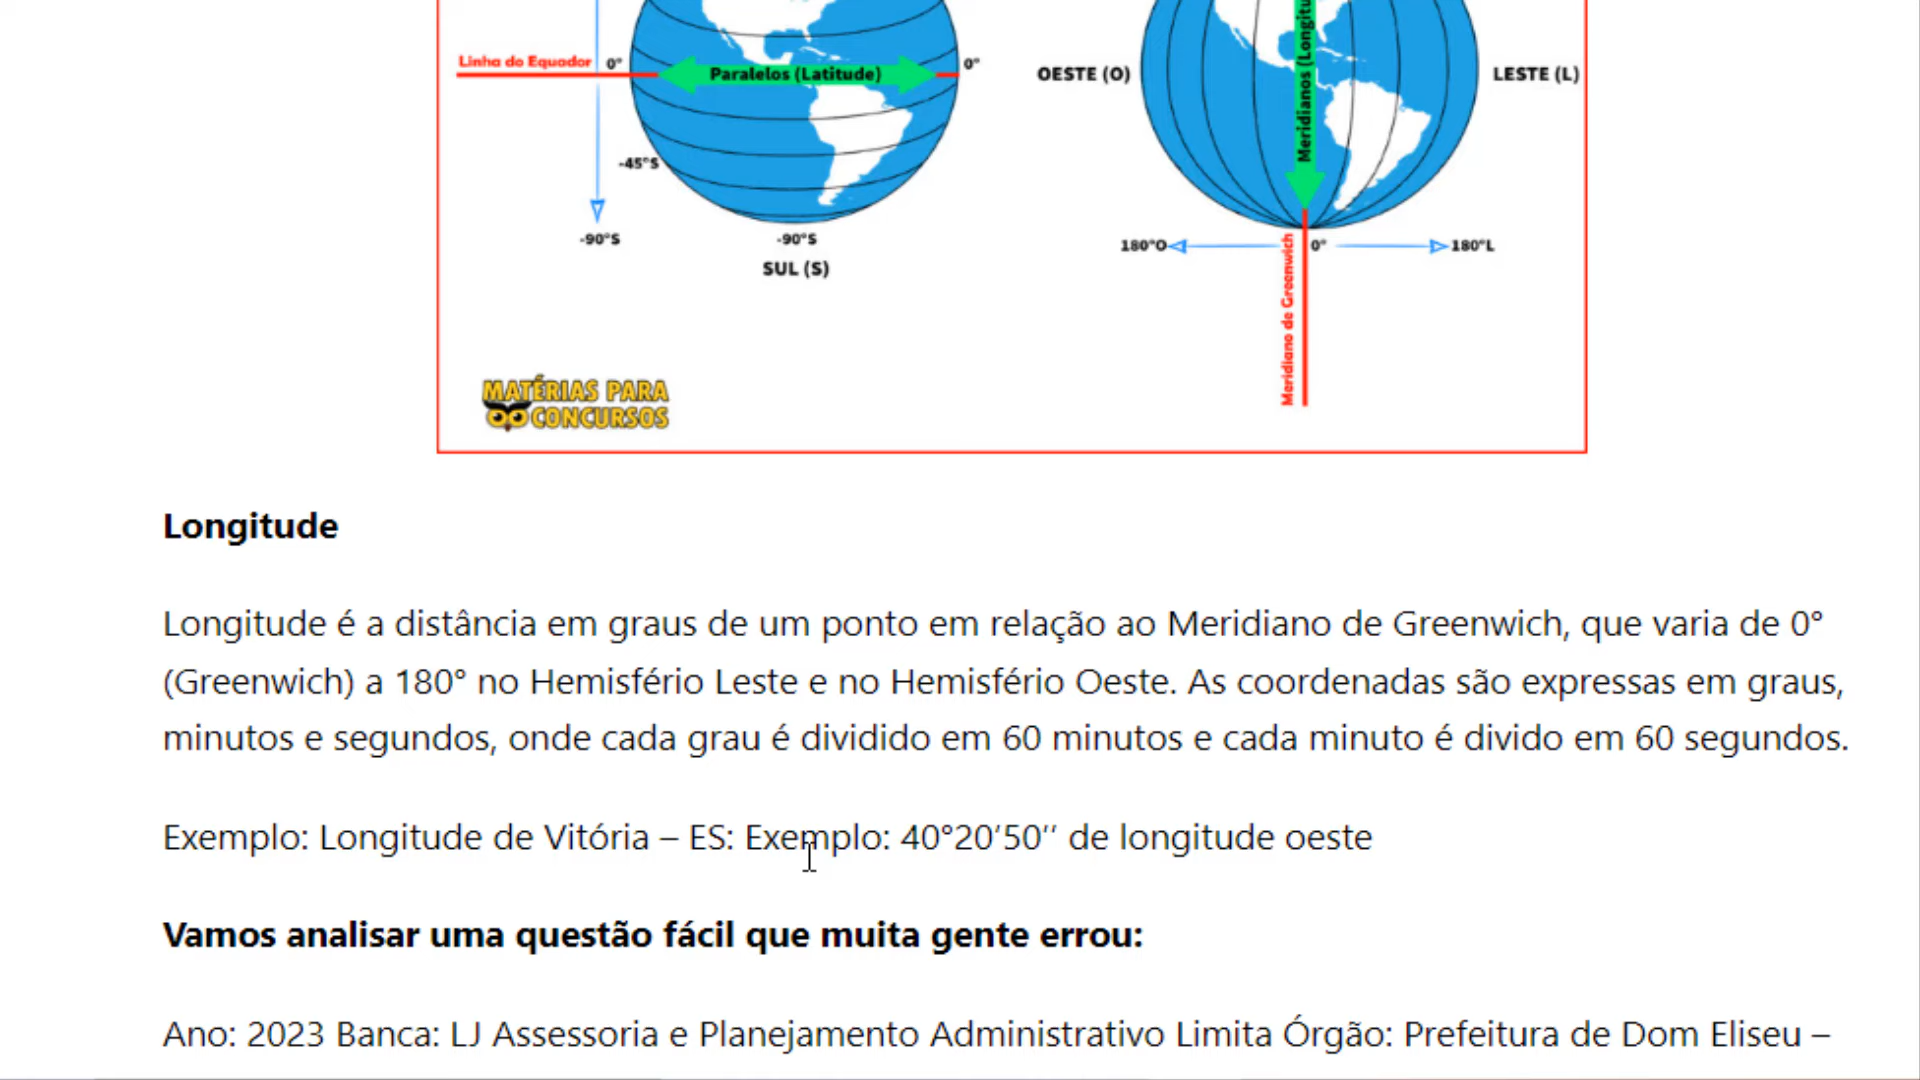 Linha do Equador 0°
Paralelos (Latitude)
0°
-45°S
-90°S
-90°S
SUL (S)
OESTE (O)
Meridianos (Longitu
LESTE (L)
180°O
0°
180°L
Meridiano de Greenwich
MATÉRIAS PARA
CONCURSOS
Longitude
Longitude é a distância em graus de um ponto em relação ao Meridiano de Greenwich, que varia de 0°
(Greenwich) a 180° no Hemisfério Leste e no Hemisfério Oeste. As coordenadas são expressas em graus,
minutos e segundos, onde cada grau é dividido em 60 minutos e cada minuto é divido em 60 segundos.
Exemplo: Longitude de Vitória – ES: Exemplo: 40°20’50’’ de longitude oeste
Vamos analisar uma questão fácil que muita gente errou:
Ano: 2023 Banca: LJ Assessoria e Planejamento Administrativo Limita Órgão: Prefeitura de Dom Eliseu –